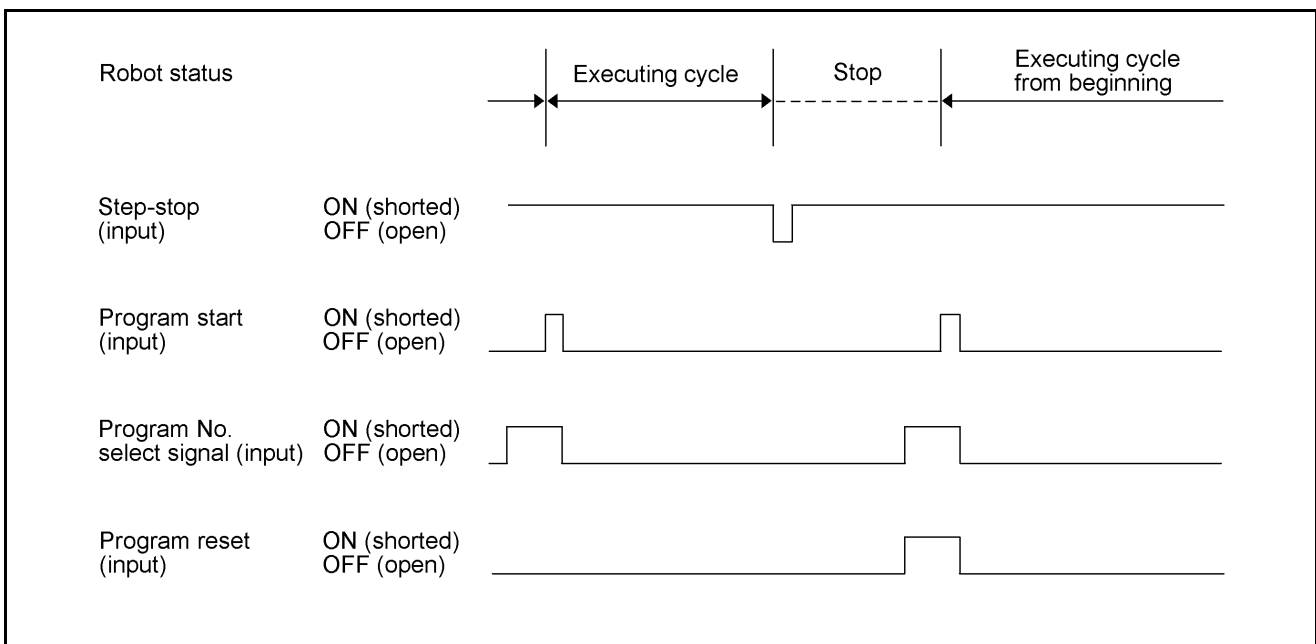 Robot status
Executing cycle
Stop
Executing cycle
from beginning
Step-stop
(input)
ON (shorted)
OFF (open)
Program start
(input)
ON (shorted)
OFF (open)
Program No.
select signal (input)
ON (shorted)
OFF (open)
Program reset
(input)
ON (shorted)
OFF (open)